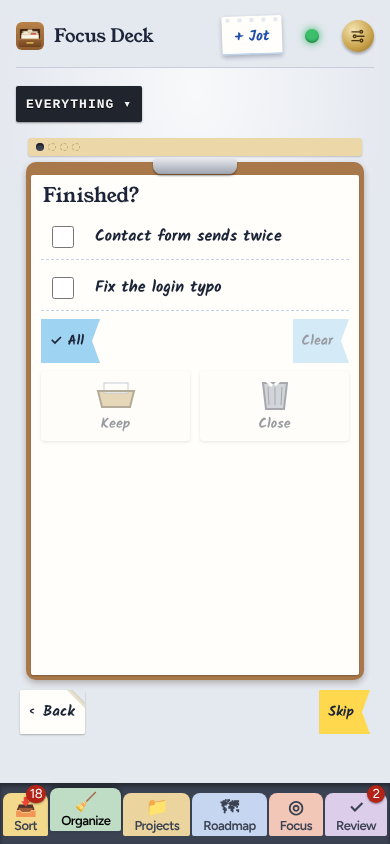 Focus Deck
+ Jot
EVERYTHING ▾
Finished?
Contact form sends twice
Fix the login typo
✓ All
Clear
Keep
Close
‹ Back
Skip
18
Sort
Organize
Projects
Roadmap
Focus
2
Review